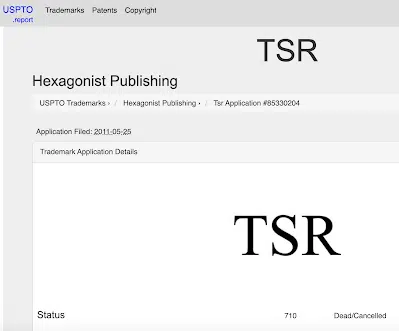 USPTO
.report
Trademarks Patents Copyright
TSR
Hexagonist Publishing
USPTO Trademarks › / Hexagonist Publishing › / Tsr Application #85330204
Application Filed: 2011-05-25
Trademark Application Details
TSR
Status 710 Dead/Cancelled